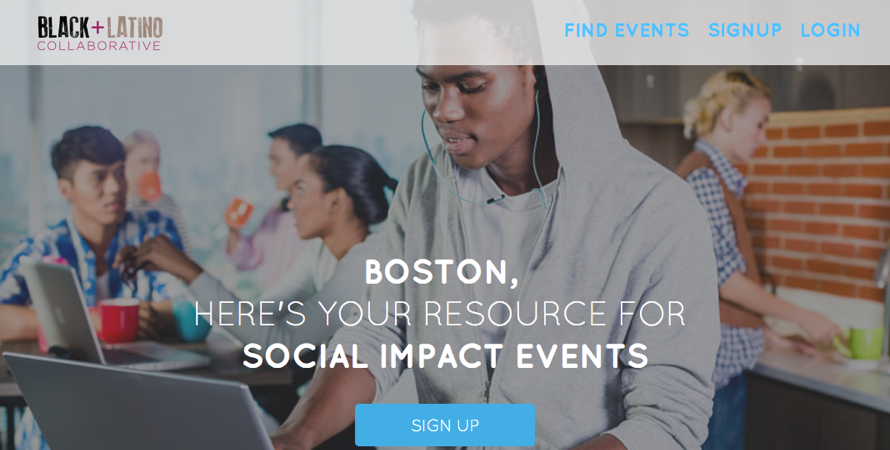 BLACK+LATINO
COLLABORATIVE
FIND EVENTS SIGNUP LOGIN
BOSTON,
HERE'S YOUR RESOURCE FOR
SOCIAL IMPACT EVENTS
SIGN UP